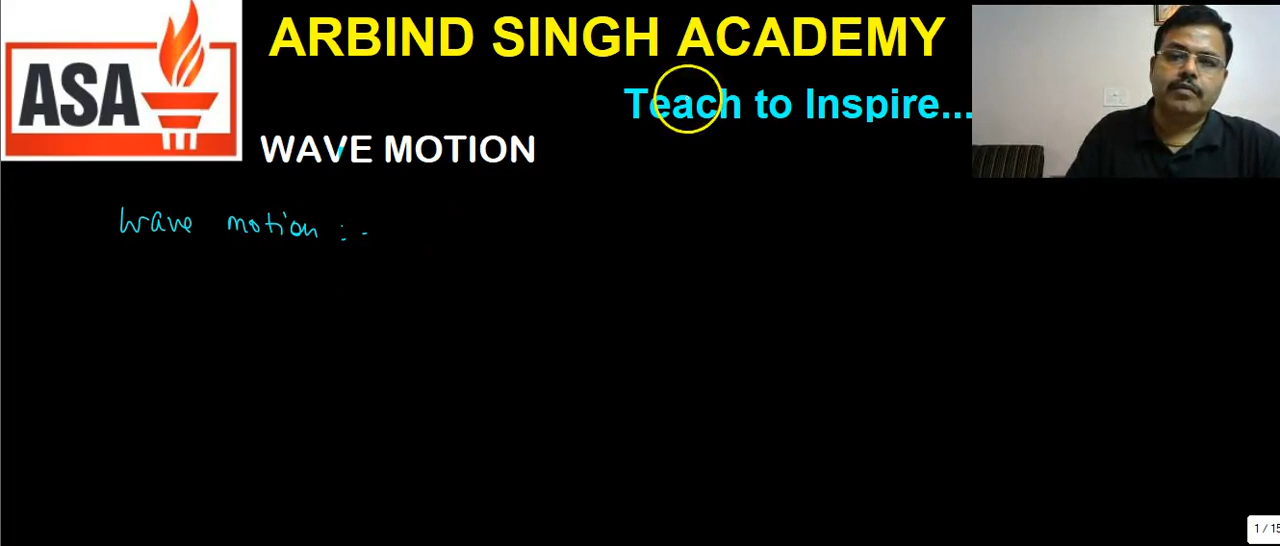 ASA
ARBIND SINGH ACADEMY
Teach to Inspire...
WAVE MOTION
Wave motion :-
1 / 15